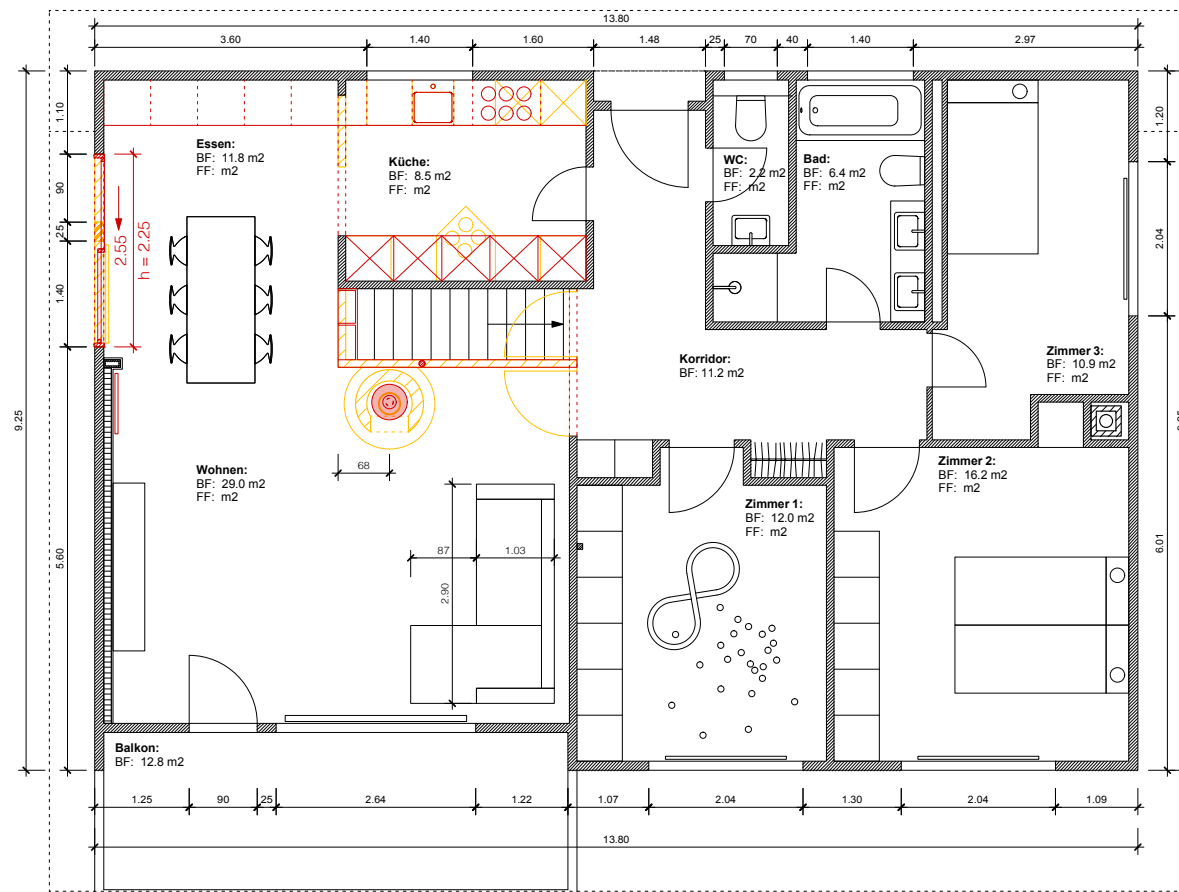 13.80
3.60 1.40 1.60 1.48 25 70 40 1.40 2.97
1.10
90
25
1.40
5.60
9.25
2.55
h = 2.25
Essen:
BF: 11.8 m2
FF: m2
Küche:
BF: 8.5 m2
FF: m2
WC:
BF: 2.2 m2
FF: m2
Bad:
BF: 6.4 m2
FF: m2
1.20
2.04
6.01
Korridor:
BF: 11.2 m2
Zimmer 3:
BF: 10.9 m2
FF: m2
Wohnen:
BF: 29.0 m2
FF: m2
68
87
1.03
2.90
Zimmer 1:
BF: 12.0 m2
FF: m2
Zimmer 2:
BF: 16.2 m2
FF: m2
Balkon:
BF: 12.8 m2
1.25 90 25 2.64 1.22 1.07 2.04 1.30 2.04 1.09
13.80